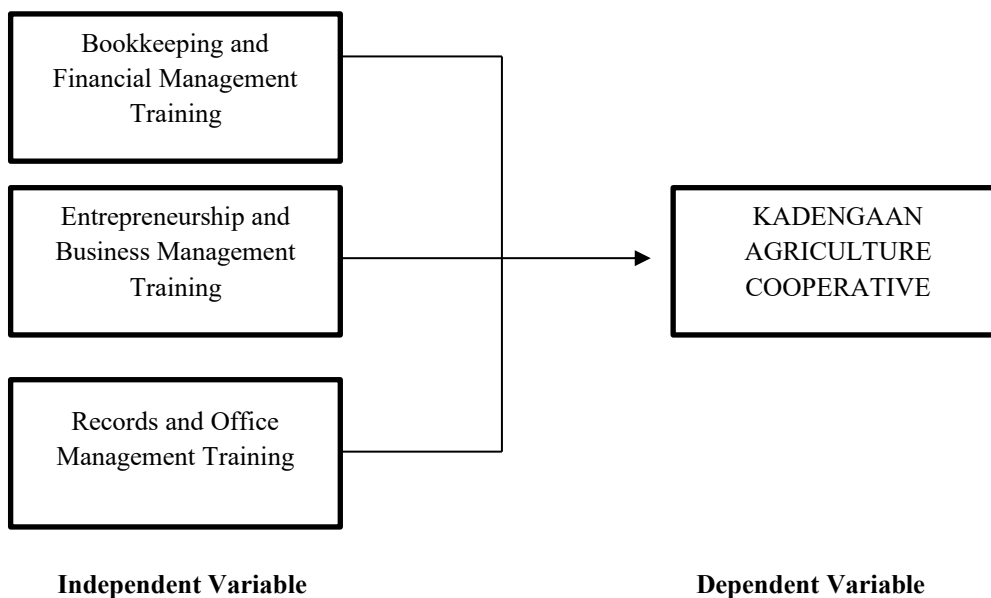 Bookkeeping and
Financial Management
Training
Entrepreneurship and
Business Management
Training
Records and Office
Management Training
KADENGAAN
AGRICULTURE
COOPERATIVE
Independent Variable
Dependent Variable